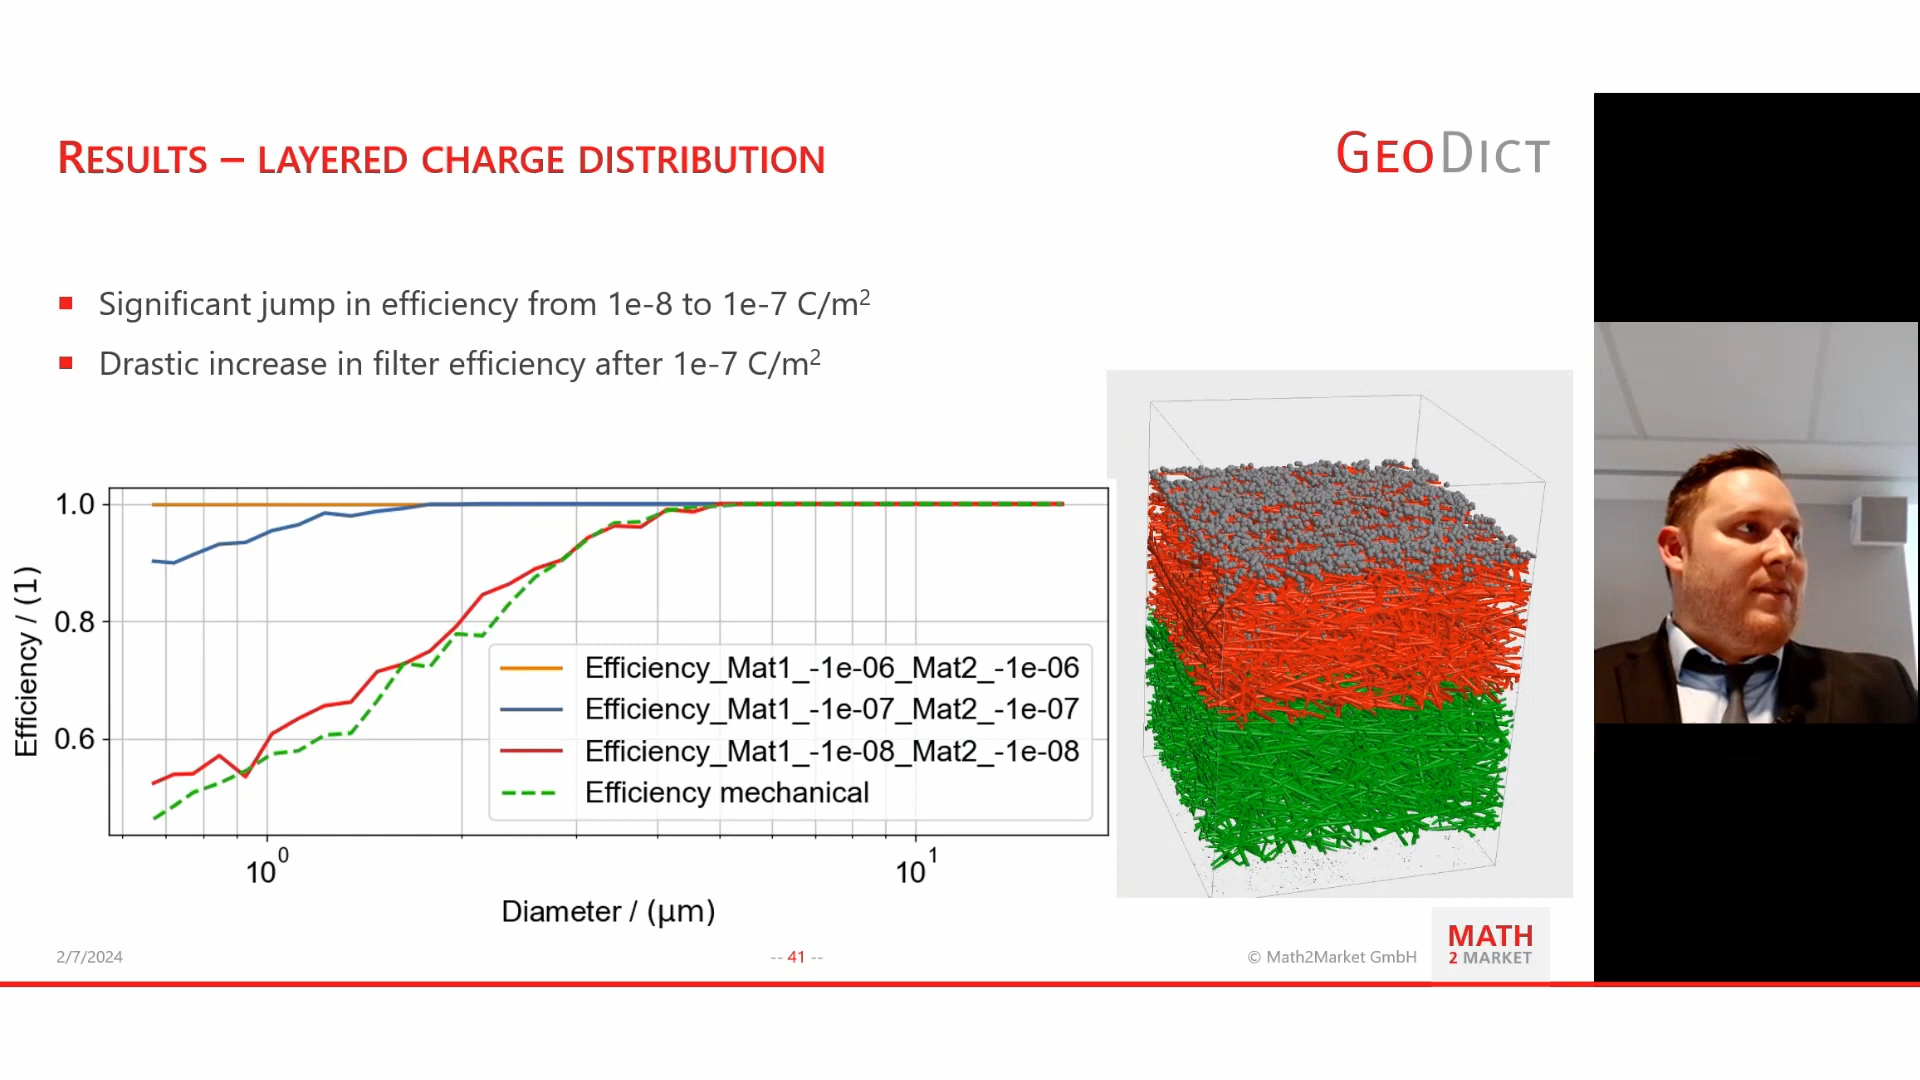 RESULTS – LAYERED CHARGE DISTRIBUTION
GEODICT
Significant jump in efficiency from 1e-8 to 1e-7 C/m²
Drastic increase in filter efficiency after 1e-7 C/m²
Efficiency / (1)
1.0
0.8
0.6
Efficiency_Mat1_-1e-06_Mat2_-1e-06
Efficiency_Mat1_-1e-07_Mat2_-1e-07
Efficiency_Mat1_-1e-08_Mat2_-1e-08
Efficiency mechanical
10⁰ 10¹
Diameter / (µm)
2/7/2024
-- 41 --
© Math2Market GmbH
MATH
2 MARKET